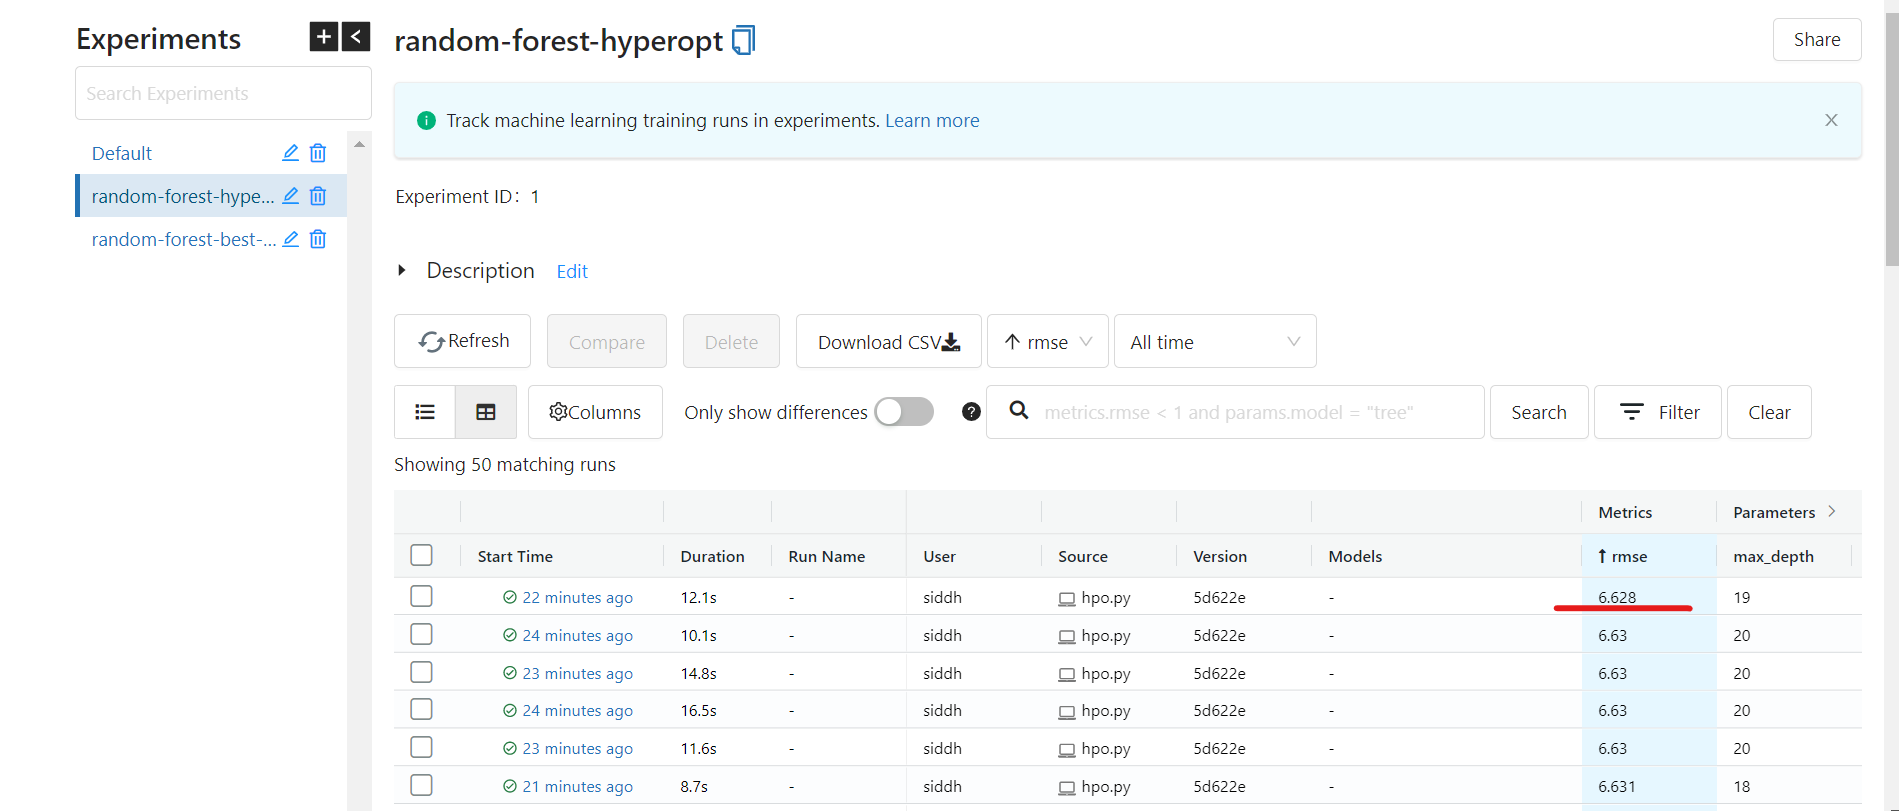 Experiments + <
Search Experiments
Default
random-forest-hype...
random-forest-best-...
random-forest-hyperopt
Share
Track machine learning training runs in experiments. Learn more
Experiment ID: 1
Description Edit
Refresh Compare Delete Download CSV rmse All time
Columns Only show differences ? metrics.rmse < 1 and params.model = "tree" Search Filter Clear
Showing 50 matching runs
Metrics Parameters >
Start Time Duration Run Name User Source Version Models ↑ rmse max_depth
22 minutes ago 12.1s - siddh hpo.py 5d622e - 6.628 19
24 minutes ago 10.1s - siddh hpo.py 5d622e - 6.63 20
23 minutes ago 14.8s - siddh hpo.py 5d622e - 6.63 20
24 minutes ago 16.5s - siddh hpo.py 5d622e - 6.63 20
23 minutes ago 11.6s - siddh hpo.py 5d622e - 6.63 20
21 minutes ago 8.7s - siddh hpo.py 5d622e - 6.631 18